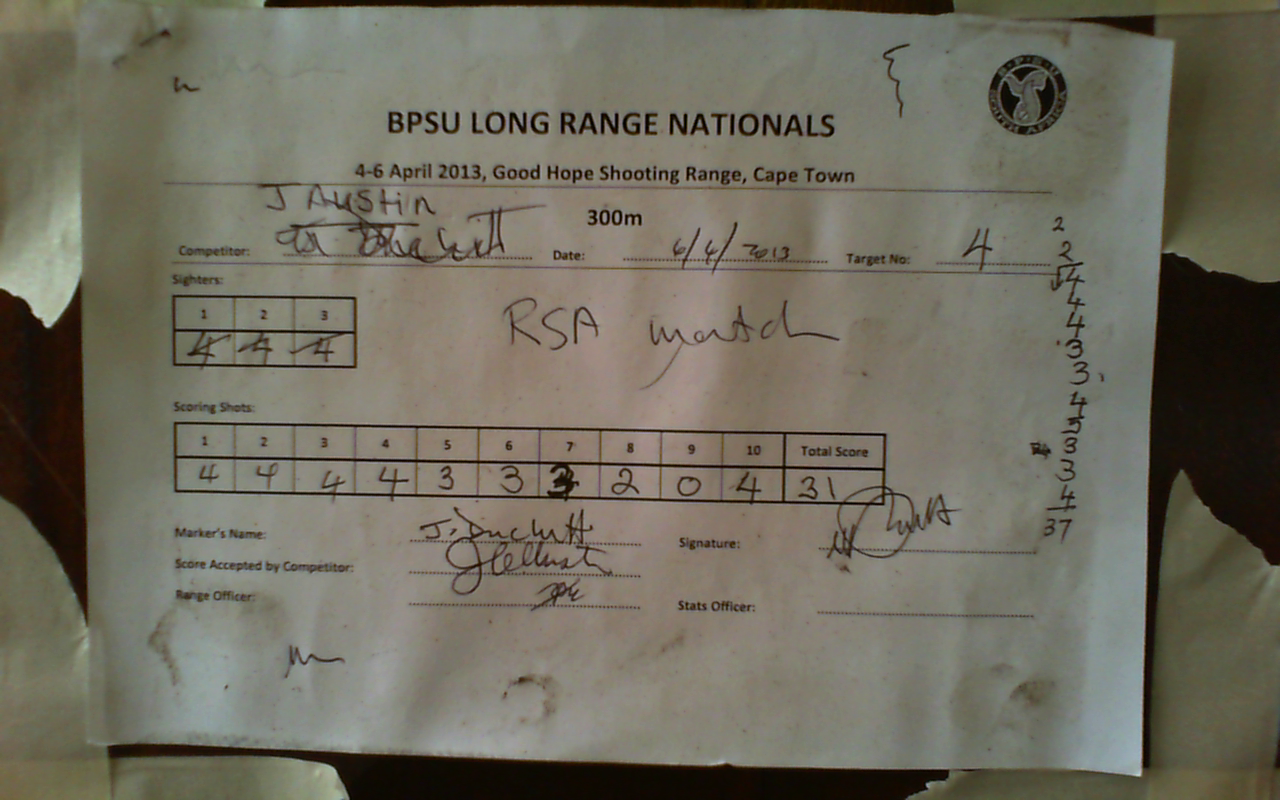 BPSU LONG RANGE NATIONALS
4-6 April 2013, Good Hope Shooting Range, Cape Town
J Austin
300m
Competitor: Date: 6/4/2013 Target No: 4
Sighters:
1 2 3
4 4 4
RSA match
Scoring Shots:
1 2 3 4 5 6 7 8 9 10 Total Score
4 4 4 4 3 3 3 2 0 4 31
Marker's Name: J. Duckitt Signature:
Score Accepted by Competitor:
Range Officer: Stats Officer:
2
2
4
4
4
3
3
4
3
3
3
4
37